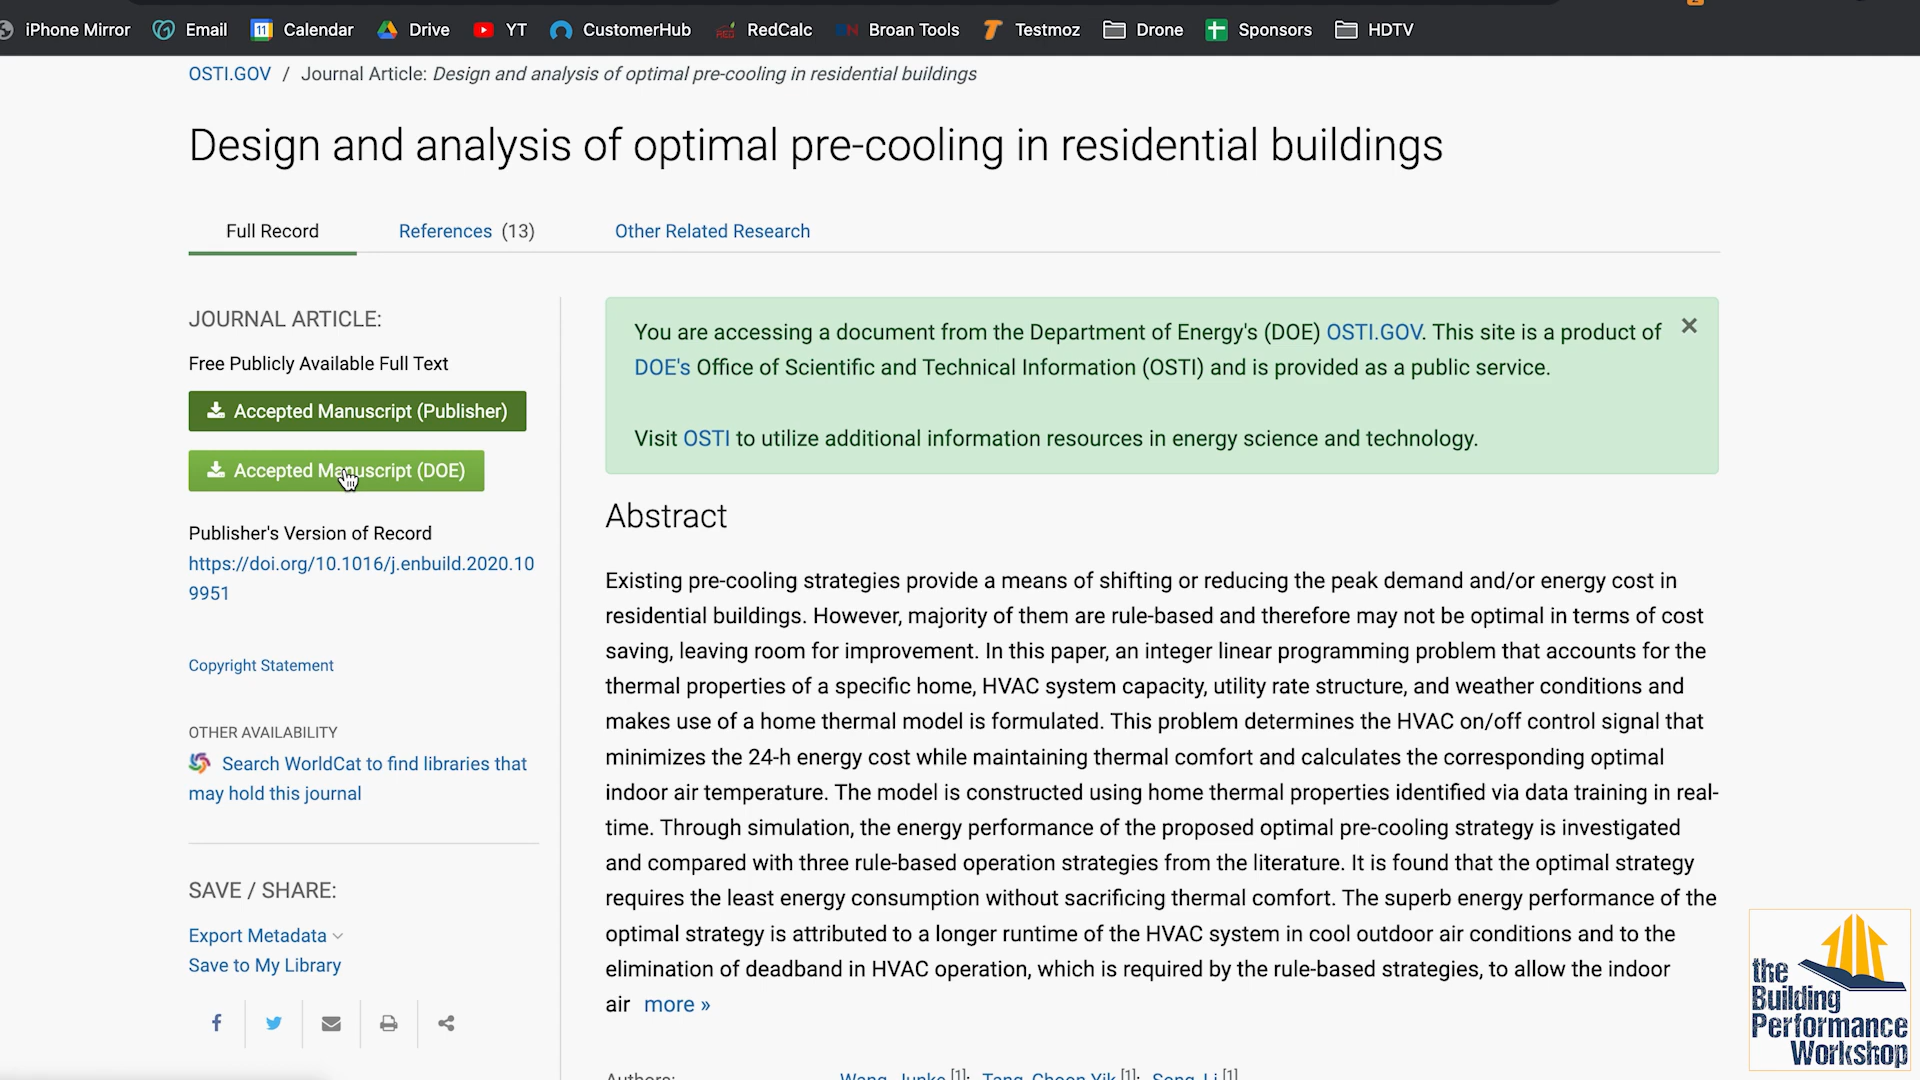 iPhone Mirror Email Calendar Drive YT CustomerHub RedCalc Broan Tools Testmoz Drone Sponsors HDTV
OSTI.GOV / Journal Article: Design and analysis of optimal pre-cooling in residential buildings
Design and analysis of optimal pre-cooling in residential buildings
Full Record References (13) Other Related Research
JOURNAL ARTICLE:
Free Publicly Available Full Text
Accepted Manuscript (Publisher)
Accepted Manuscript (DOE)
Publisher's Version of Record
https://doi.org/10.1016/j.enbuild.2020.10
9951
Copyright Statement
OTHER AVAILABILITY
Search WorldCat to find libraries that
may hold this journal
SAVE / SHARE:
Export Metadata
Save to My Library
You are accessing a document from the Department of Energy's (DOE) OSTI.GOV. This site is a product of
DOE's Office of Scientific and Technical Information (OSTI) and is provided as a public service.
Visit OSTI to utilize additional information resources in energy science and technology.
Abstract
Existing pre-cooling strategies provide a means of shifting or reducing the peak demand and/or energy cost in
residential buildings. However, majority of them are rule-based and therefore may not be optimal in terms of cost
saving, leaving room for improvement. In this paper, an integer linear programming problem that accounts for the
thermal properties of a specific home, HVAC system capacity, utility rate structure, and weather conditions and
makes use of a home thermal model is formulated. This problem determines the HVAC on/off control signal that
minimizes the 24-h energy cost while maintaining thermal comfort and calculates the corresponding optimal
indoor air temperature. The model is constructed using home thermal properties identified via data training in real-
time. Through simulation, the energy performance of the proposed optimal pre-cooling strategy is investigated
and compared with three rule-based operation strategies from the literature. It is found that the optimal strategy
requires the least energy consumption without sacrificing thermal comfort. The superb energy performance of the
optimal strategy is attributed to a longer runtime of the HVAC system in cool outdoor air conditions and to the
elimination of deadband in HVAC operation, which is required by the rule-based strategies, to allow the indoor
air more »
Authors: Wang, Junke [1]; Tang, Choon Yik [1]; Song, Li [1]
the
Building
Performance
Workshop